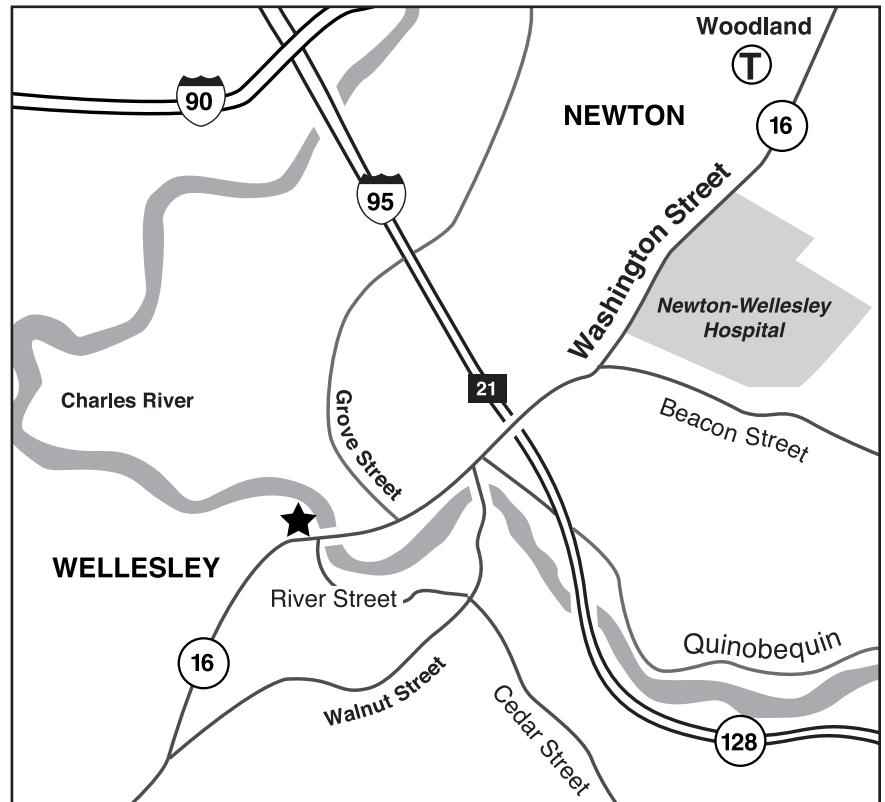 Woodland
T
90
NEWTON
16
95
Washington Street
Newton-Wellesley
Hospital
21
Charles River
Grove Street
Beacon Street
WELLESLEY
River Street
16
Quinobequin
Walnut Street
Cedar Street
128